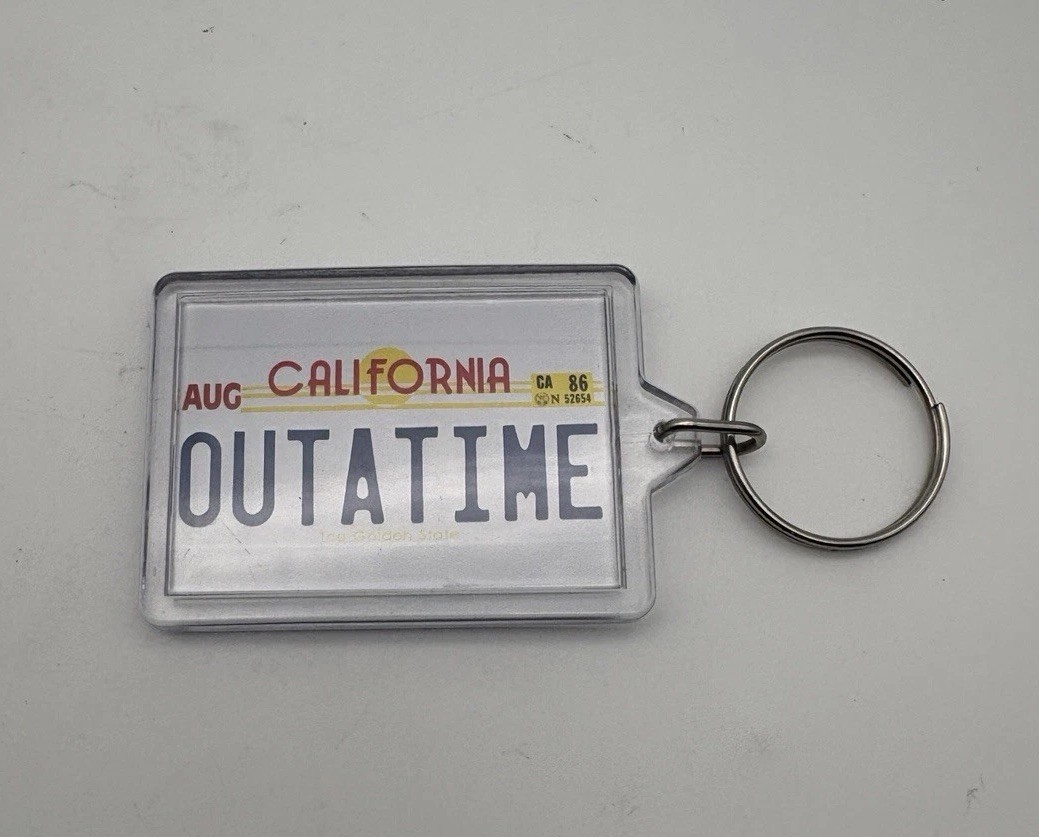 CALIFORNIA
AUG
CA 86
N 52654
OUTATIME
The Golden State